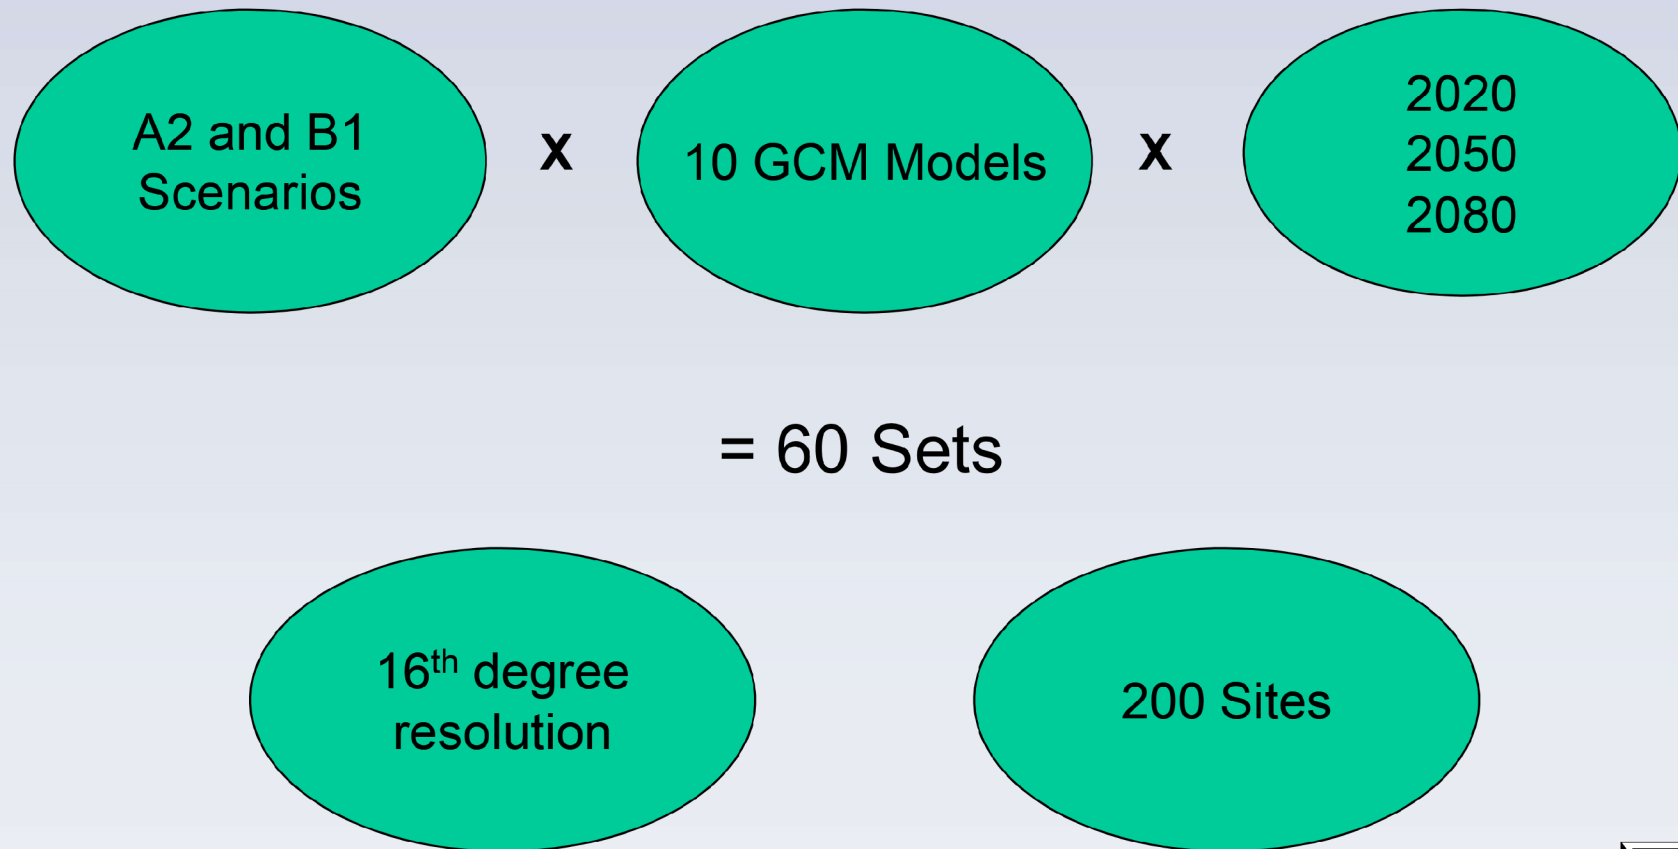 A2 and B1
Scenarios
x
10 GCM Models
x
2020
2050
2080
= 60 Sets
16th degree
resolution
200 Sites